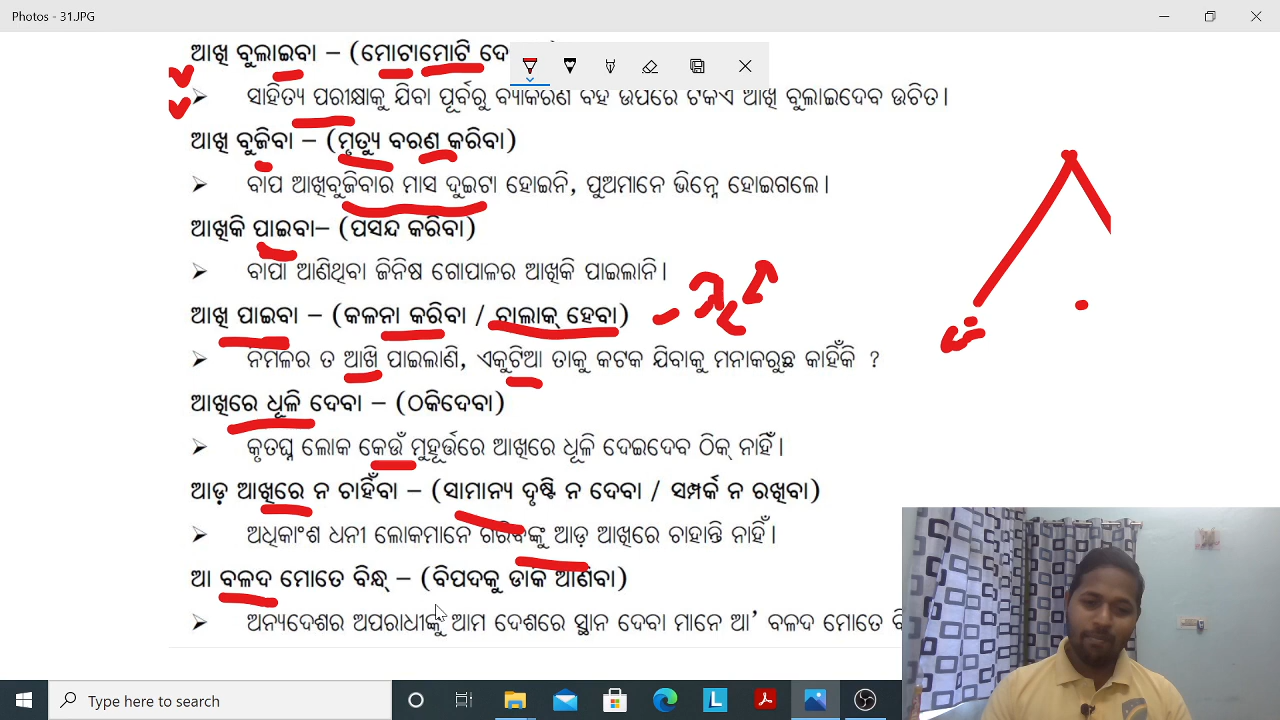 Photos - 31.JPG
ଆଖି ବୁଲାଇବା – (ମୋଟାମୋଟି ଦେ
➢ ସାହିତ୍ୟ ପରୀକ୍ଷାକୁ ଯିବା ପୂର୍ବରୁ ବ୍ୟାକରଣ ବହି ଉପରେ ଟିକିଏ ଆଖି ବୁଲାଇଦେବ ଉଚିତ।
ଆଖି ବୁଜିବା – (ମୃତ୍ୟୁ ବରଣ କରିବା)
➢ ବାପ ଆଖିବୁଜିବାର ମାସ ଦୁଇଟା ହୋଇନି, ପୁଅମାନେ ଭିନ୍ନେ ହୋଇଗଲେ।
ଆଖିକି ପାଇବା– (ପସନ୍ଦ କରିବା)
➢ ବାପା ଆଣିଥିବା ଜିନିଷ ଗୋପାଳର ଆଖିକି ପାଇଲାନି।
ଆଖି ପାଇବା – (କଳନା କରିବା / ଚାଲାକ୍ ହେବା)
➢ ନିର୍ମଳର ତ ଆଖି ପାଇଲାଣି, ଏକୁଟିଆ ତାକୁ କଟକ ଯିବାକୁ ମନାକରୁଛ କାହିଁକି ?
ଆଖିରେ ଧୂଳି ଦେବା – (ଠକିଦେବା)
➢ କୃତଘ୍ନ ଲୋକ କେଉଁ ମୁହୂର୍ତ୍ତରେ ଆଖିରେ ଧୂଳି ଦେଇଦେବ ଠିକ୍ ନାହିଁ।
ଆଡ଼ ଆଖିରେ ନ ଚାହିଁବା – (ସାମାନ୍ୟ ଦୃଷ୍ଟି ନ ଦେବା / ସମ୍ପର୍କ ନ ରଖିବା)
➢ ଅଧିକାଂଶ ଧନୀ ଲୋକମାନେ ଗରିବଙ୍କୁ ଆଡ଼ ଆଖିରେ ଚାହାନ୍ତି ନାହିଁ।
ଆ ବଳଦ ମୋତେ ବିନ୍ଧ୍ – (ବିପଦକୁ ଡାକି ଆଣିବା)
➢ ଅନ୍ୟଦେଶର ଅପରାଧୀଙ୍କୁ ଆମ ଦେଶରେ ସ୍ଥାନ ଦେବା ମାନେ ଆ’ ବଳଦ ମୋତେ
Type here to search